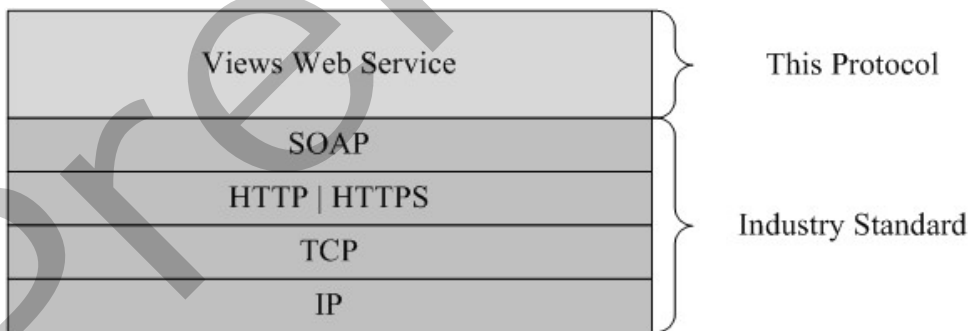 Views Web Service
This Protocol
SOAP
HTTP | HTTPS
Industry Standard
TCP
IP